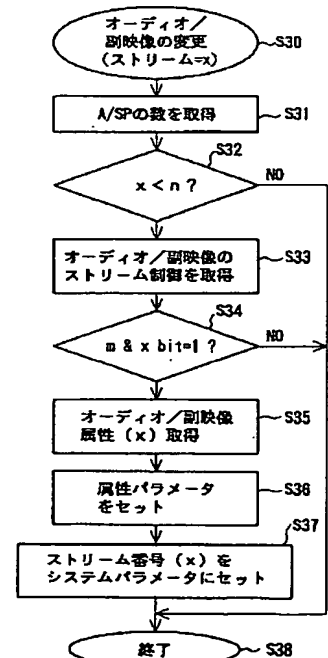 オーディオ/
副映像の変更
(ストリーム=x)
S30
A/SPの数を取得
S31
S32
x < n ?
NO
オーディオ/副映像の
ストリーム制御を取得
S33
S34
m & x bit=1 ?
NO
オーディオ/副映像
属性 (x) 取得
S35
属性パラメータ
をセット
S36
S37
ストリーム番号 (x) を
システムパラメータにセット
終了
S38